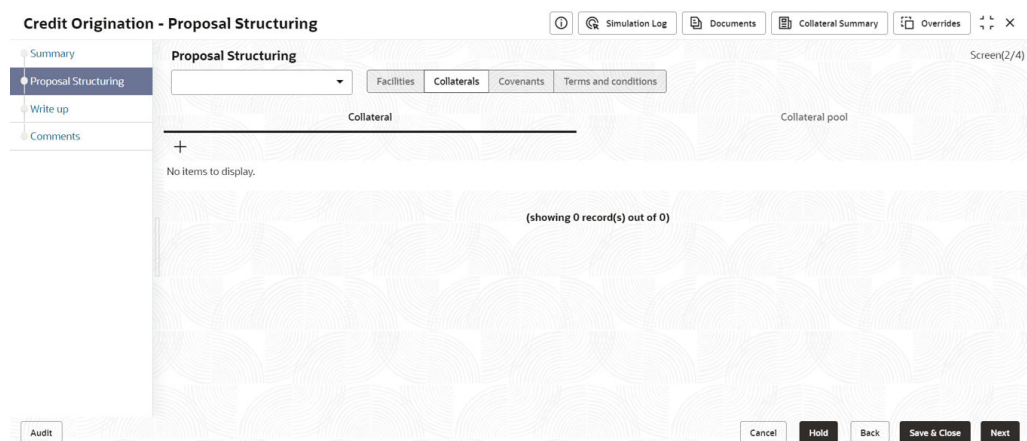 Credit Origination - Proposal Structuring
Simulation Log
Documents
Collateral Summary
Overrides
Summary
Proposal Structuring
Write up
Comments
Proposal Structuring
Screen(2/4)
Facilities Collaterals Covenants Terms and conditions
Collateral Collateral pool
No items to display.
(showing 0 record(s) out of 0)
Audit Cancel Hold Back Save & Close Next